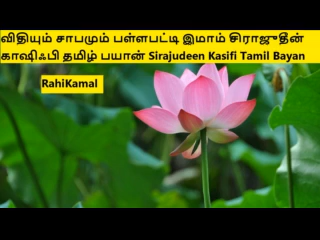 விதியும் சாபமும் பள்ளபட்டி இமாம் சிராஜுதீன்
காஷிஃபி தமிழ் பயான் Sirajudeen Kasifi Tamil Bayan
RahiKamal